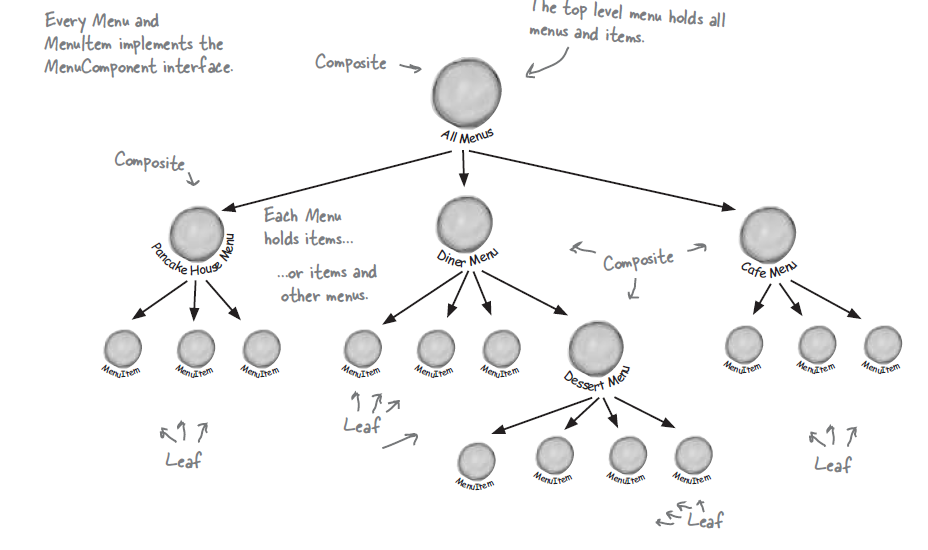 Every Menu and
MenuItem implements the
MenuComponent interface.
The top level menu holds all
menus and items.
Composite
All Menus
Composite
Each Menu
holds items...
...or items and
other menus.
Pancake House Menu
Diner Menu
Composite
Cafe Menu
MenuItem
MenuItem
MenuItem
MenuItem
MenuItem
MenuItem
Dessert Menu
MenuItem
MenuItem
MenuItem
Leaf
Leaf
Leaf
MenuItem
MenuItem
MenuItem
MenuItem
Leaf